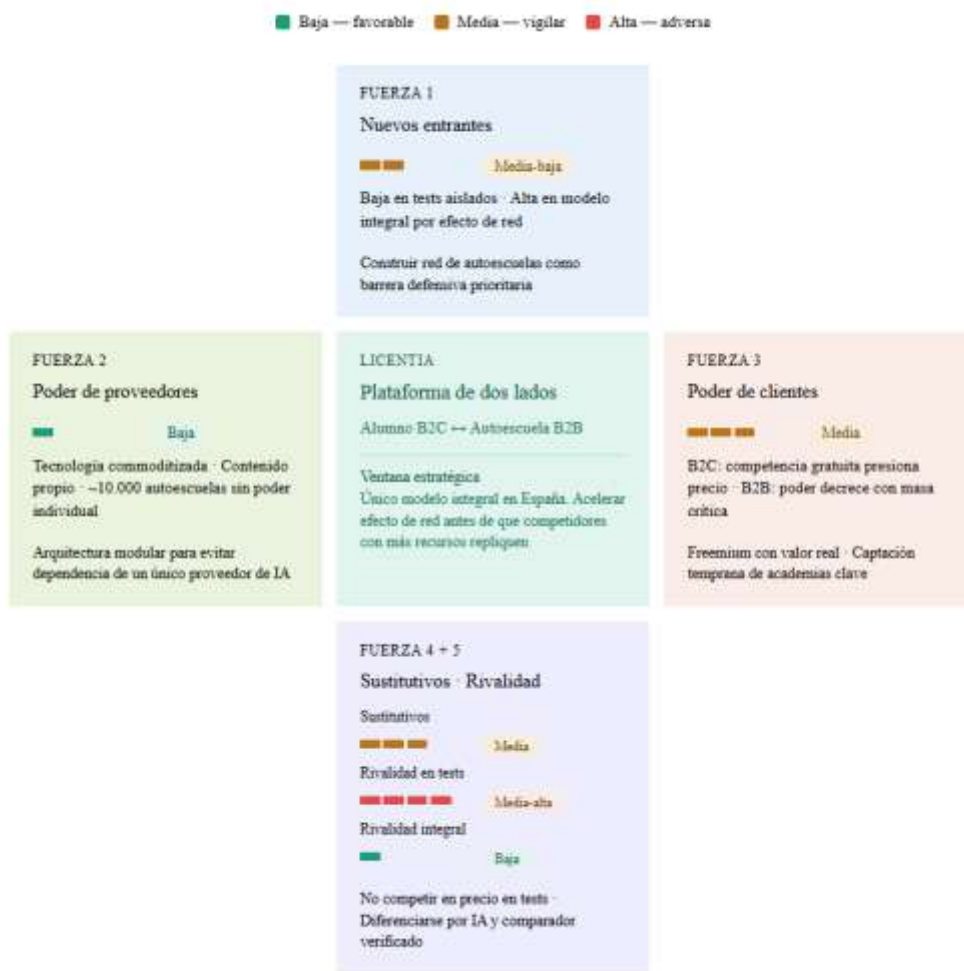 Baja — favorable
Media — vigilar
Alta — adversa
FUERZA 1
Nuevos entrantes
Media-baja
Baja en tests aislados · Alta en modelo
integral por efecto de red
Construir red de autoescuelas como
barrera defensiva prioritaria
FUERZA 2
Poder de proveedores
Baja
Tecnología commoditizada · Contenido
propio · ~10.000 autoescuelas sin poder
individual
Arquitectura modular para evitar
dependencia de un único proveedor de IA
LICENTIA
Plataforma de dos lados
Alumno B2C ↔ Autoescuela B2B
Ventana estratégica
Único modelo integral en España. Acelerar
efecto de red antes de que competidores
con más recursos repliquen
FUERZA 3
Poder de clientes
Media
B2C: competencia gratuita presiona
precio · B2B: poder decrece con masa
crítica
Freemium con valor real · Captación
temprana de academias clave
FUERZA 4 + 5
Sustitutivos · Rivalidad
Sustitutivos
Media
Rivalidad en tests
Media-alta
Rivalidad integral
Baja
No competir en precio en tests ·
Diferenciarse por IA y comparador
verificado